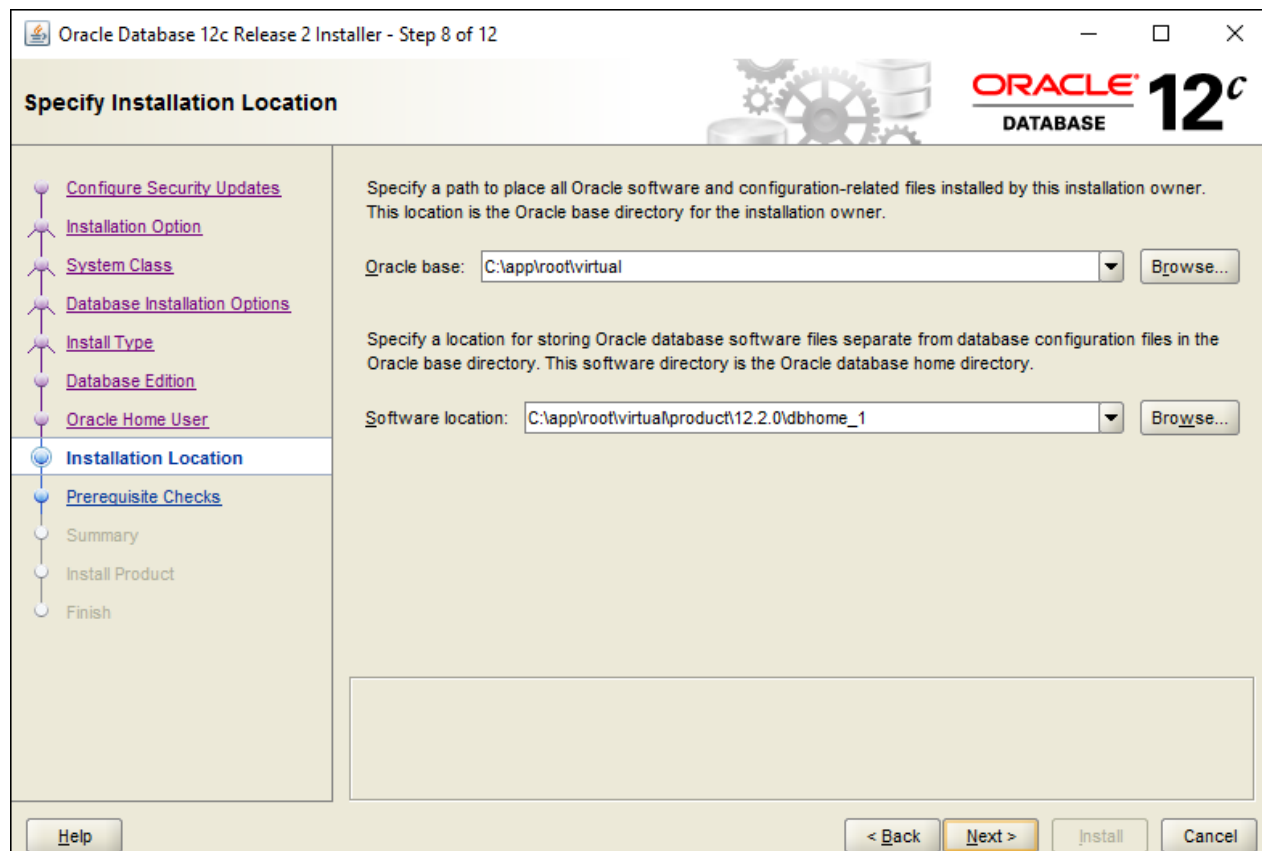 Oracle Database 12c Release 2 Installer - Step 8 of 12
Specify Installation Location
ORACLE
DATABASE
12c
Configure Security Updates
Installation Option
System Class
Database Installation Options
Install Type
Database Edition
Oracle Home User
Installation Location
Prerequisite Checks
Summary
Install Product
Finish
Specify a path to place all Oracle software and configuration-related files installed by this installation owner.
This location is the Oracle base directory for the installation owner.
Oracle base: C:\app\root\virtual Browse...
Specify a location for storing Oracle database software files separate from database configuration files in the
Oracle base directory. This software directory is the Oracle database home directory.
Software location: C:\app\root\virtual\product\12.2.0\dbhome_1 Browse...
Help < Back Next > Install Cancel